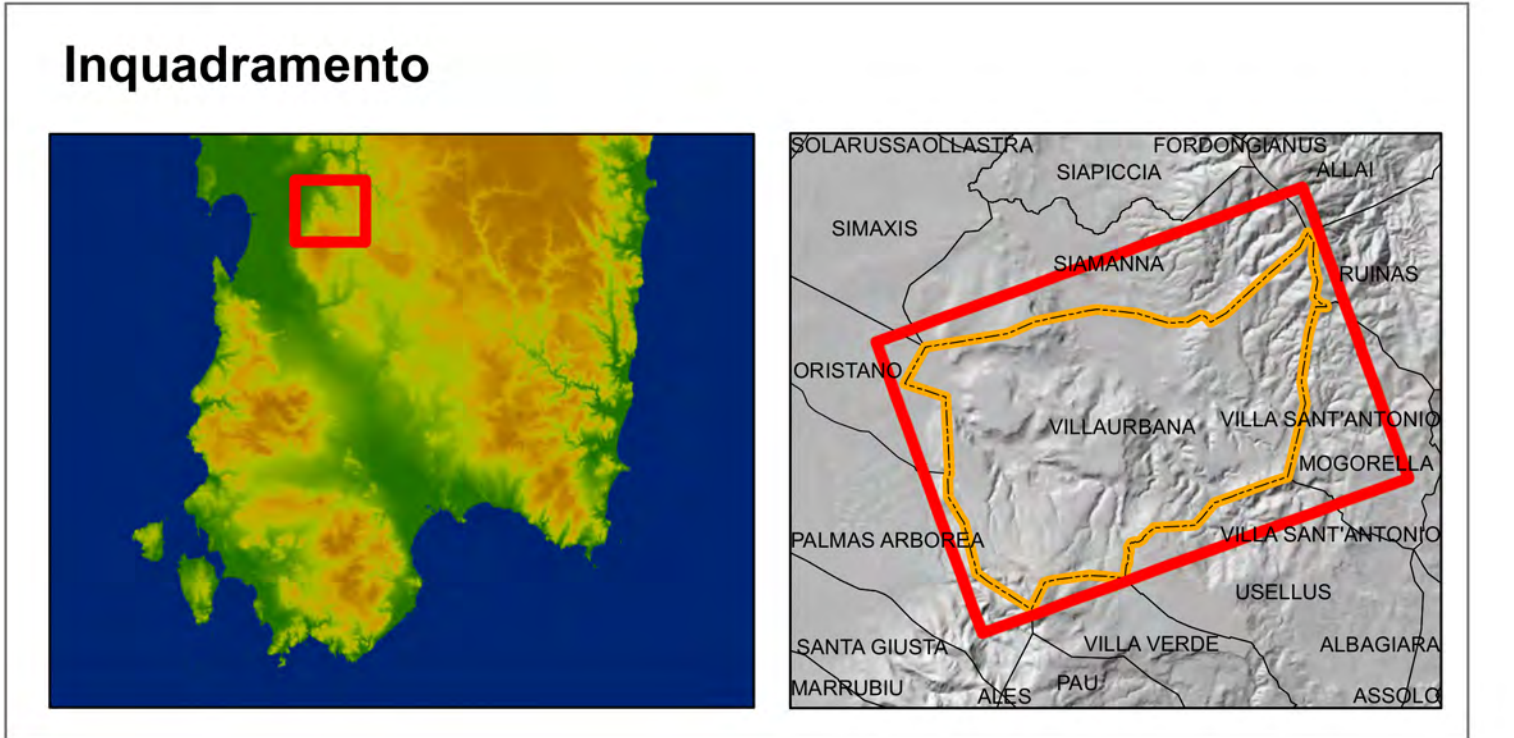 Inquadramento
SOLARUSSA OLLASTRA FORDONGIANUS
SIAPICCIA ALLAI
SIMAXIS
SIAMANNA RUINAS
ORISTANO
VILLAURBANA VILLA SANT'ANTONIO
MOGORELLA
PALMAS ARBOREA VILLA SANT'ANTONIO
USELLUS
SANTA GIUSTA VILLA VERDE ALBAGIARA
MARRUBIU ALES PAU ASSOLO